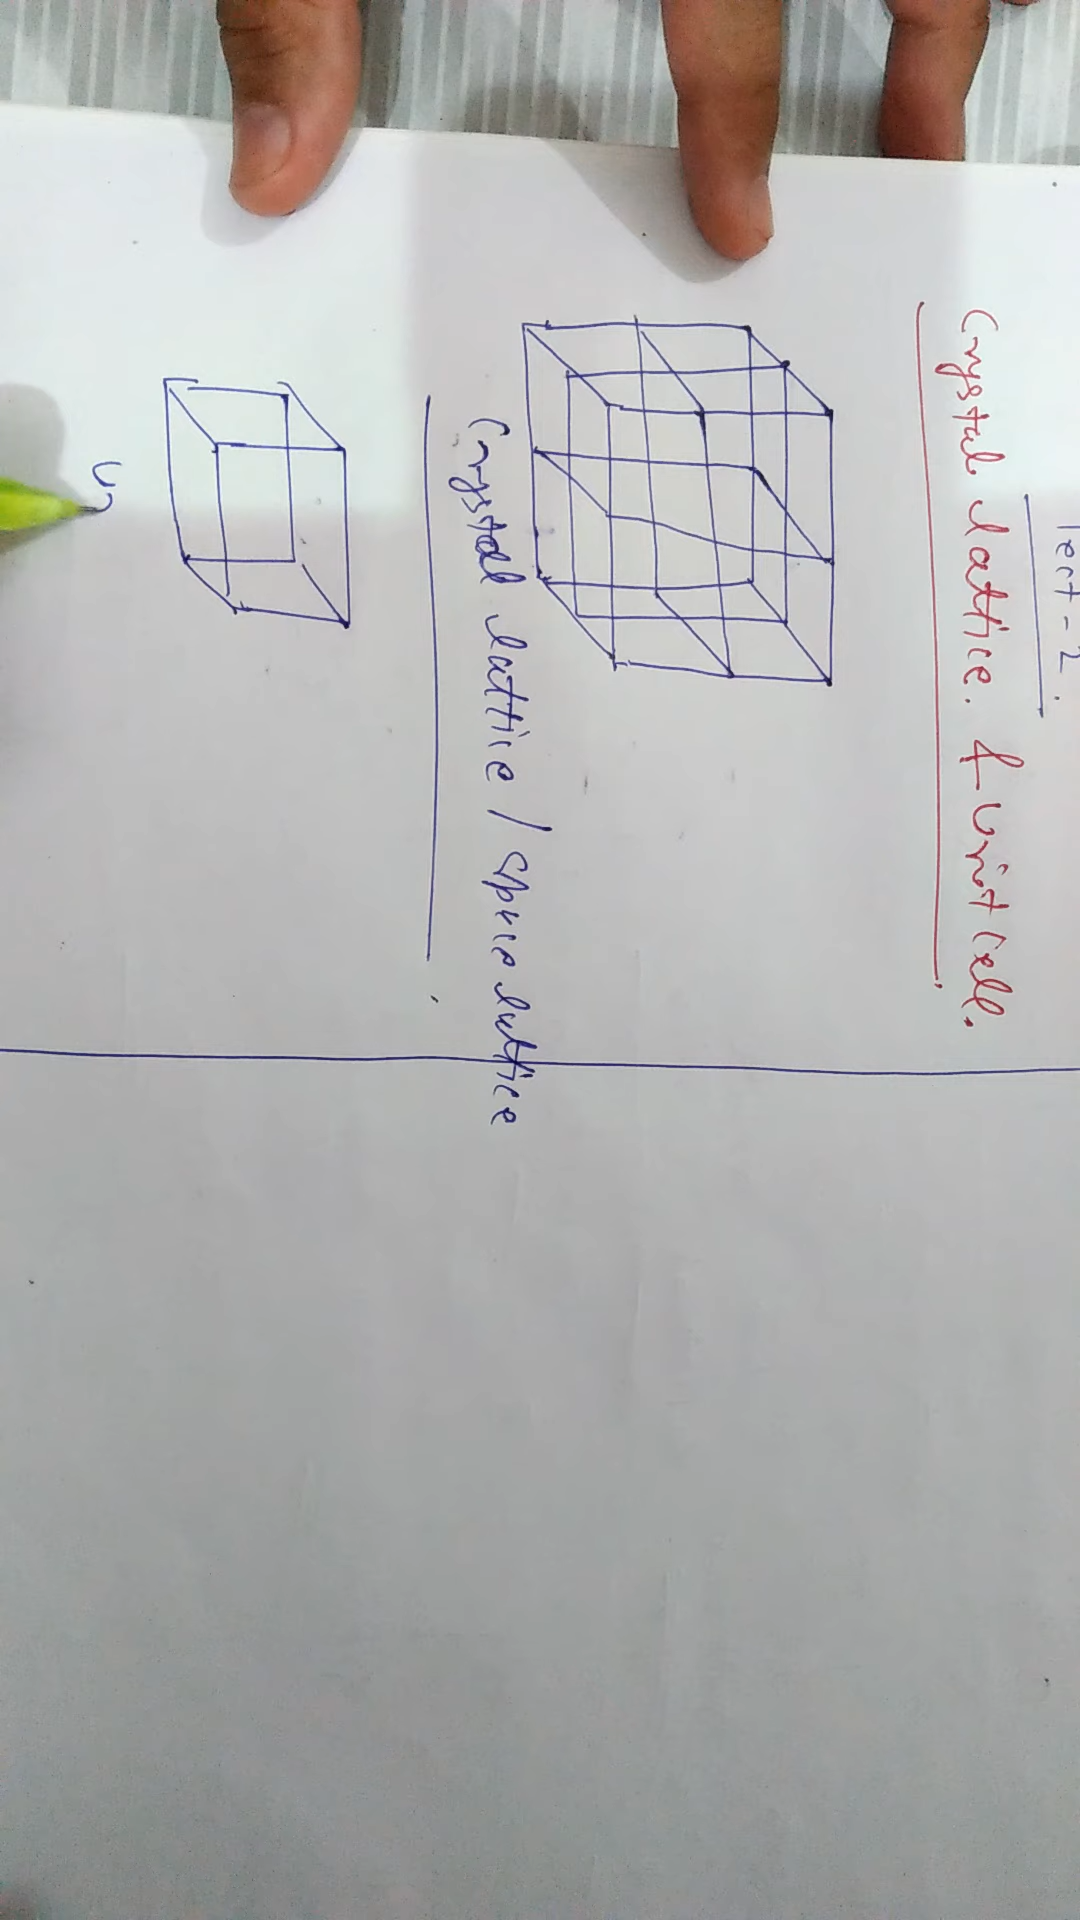 Lect-2.
Crystal lattice. & Unit Cell.
Crystal lattice / space lattice
Un